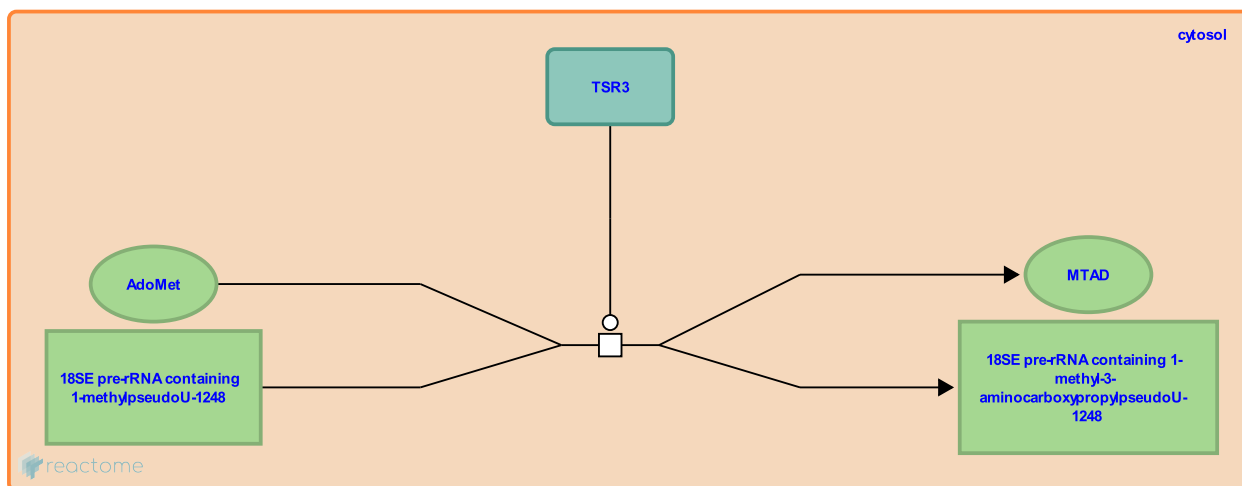 cytosol
TSR3
AdoMet
MTAD
18SE pre-rRNA containing
1-methylpseudoU-1248
18SE pre-rRNA containing 1-
methyl-3-
aminocarboxypropylpseudoU-
1248
reactome